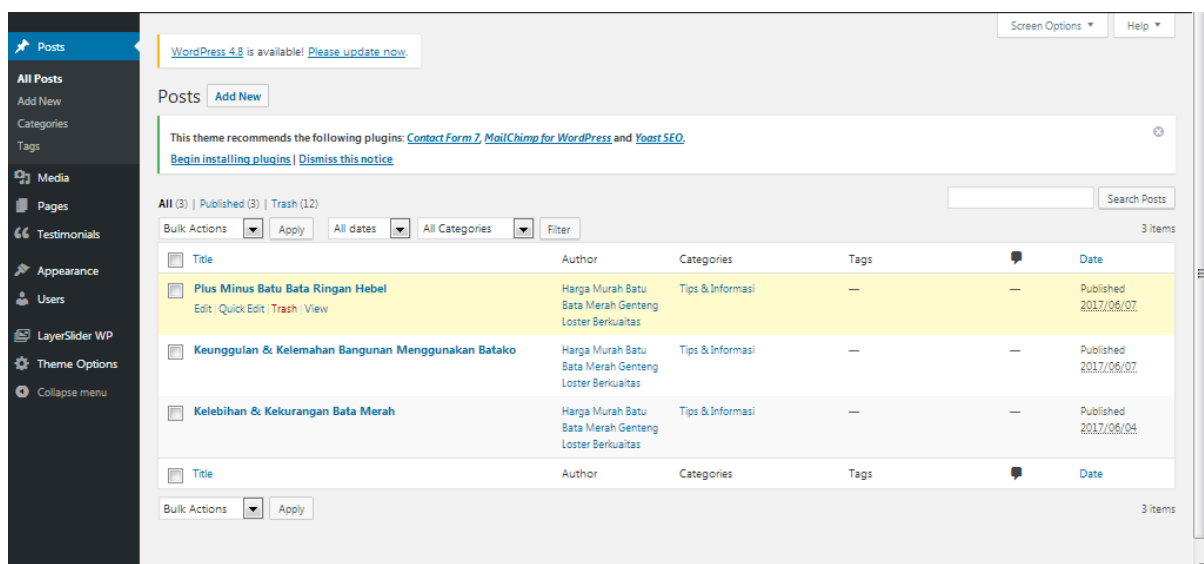 Screen Options ▼ Help ▼
Posts
All Posts
Add New
Categories
Tags
Media
Pages
Testimonials
Appearance
Users
LayerSlider WP
Theme Options
Collapse menu
WordPress 4.8 is available! Please update now.
Posts Add New
This theme recommends the following plugins: Contact Form 7, MailChimp for WordPress and Yoast SEO.
Begin installing plugins | Dismiss this notice
All (3) | Published (3) | Trash (12)
Search Posts
Bulk Actions Apply All dates All Categories Filter 3 items
Title Author Categories Tags Date
Plus Minus Batu Bata Ringan Hebel Harga Murah Batu Tips & Informasi — — Published
Edit | Quick Edit | Trash | View Bata Merah Genteng 2017/06/07
Loster Berkuaitas
Keunggulan & Kelemahan Bangunan Menggunakan Batako Harga Murah Batu Tips & Informasi — — Published
Bata Merah Genteng 2017/06/07
Loster Berkuaitas
Kelebihan & Kekurangan Bata Merah Harga Murah Batu Tips & Informasi — — Published
Bata Merah Genteng 2017/06/04
Loster Berkuaitas
Title Author Categories Tags Date
Bulk Actions Apply 3 items